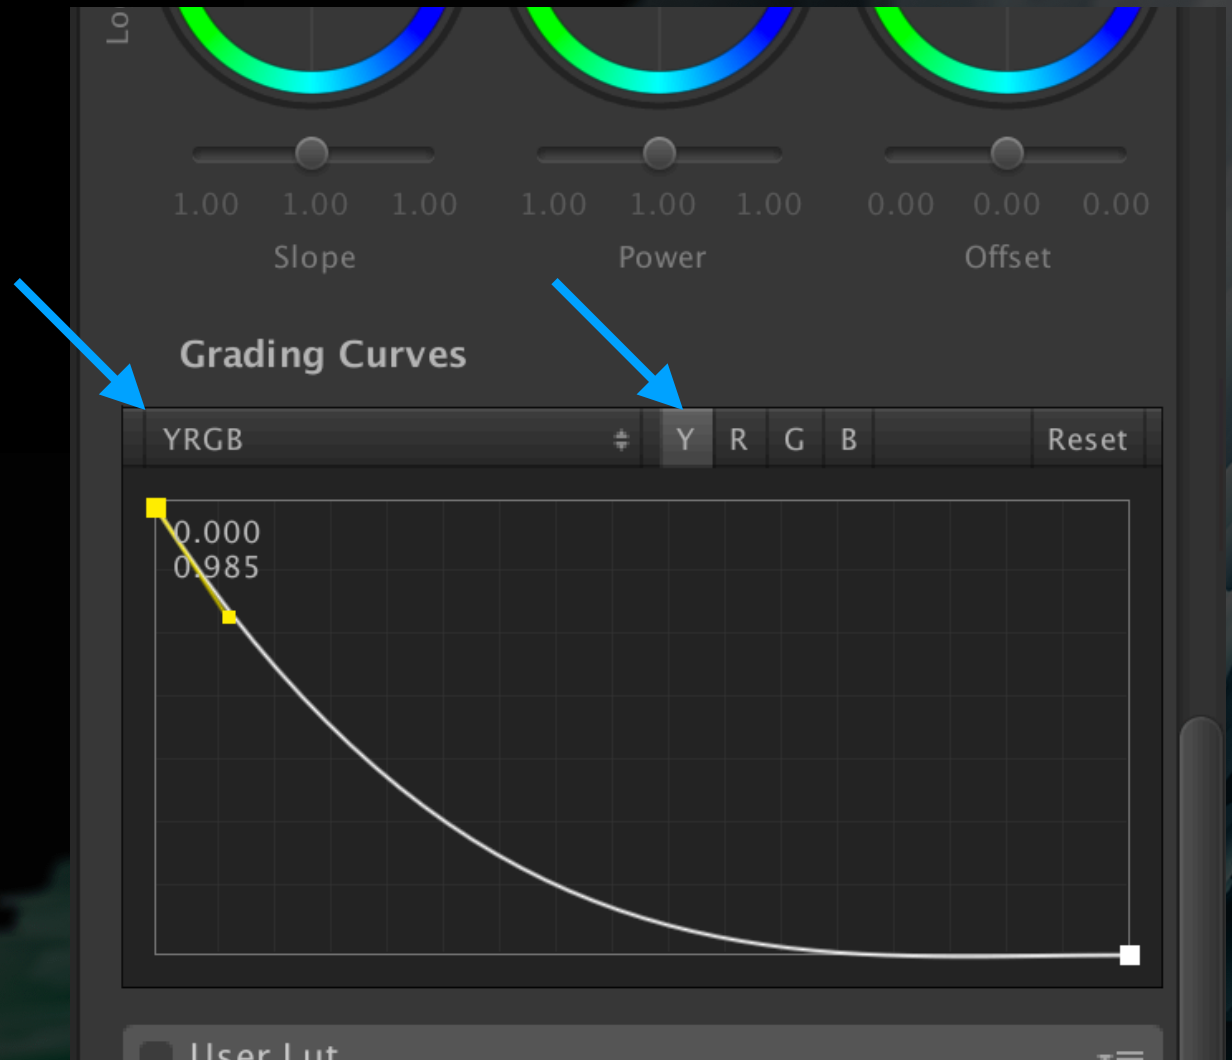 Lo
1.00 1.00 1.00 1.00 1.00 1.00 0.00 0.00 0.00
Slope Power Offset
Grading Curves
YRGB Y R G B Reset
0.000
0.985
User Lut